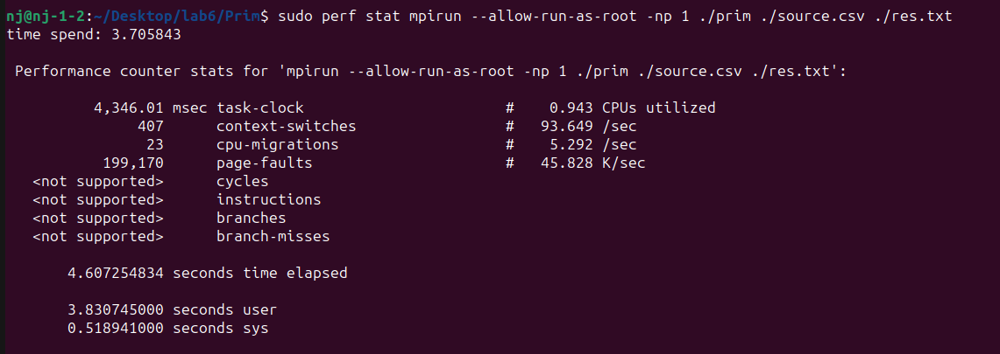 nj@nj-1-2:~/Desktop/lab6/Prim$ sudo perf stat mpirun --allow-run-as-root -np 1 ./prim ./source.csv ./res.txt
time spend: 3.705843
Performance counter stats for 'mpirun --allow-run-as-root -np 1 ./prim ./source.csv ./res.txt':
4,346.01 msec task-clock # 0.943 CPUs utilized
407 context-switches # 93.649 /sec
23 cpu-migrations # 5.292 /sec
199,170 page-faults # 45.828 K/sec
<not supported> cycles
<not supported> instructions
<not supported> branches
<not supported> branch-misses
4.607254834 seconds time elapsed
3.830745000 seconds user
0.518941000 seconds sys